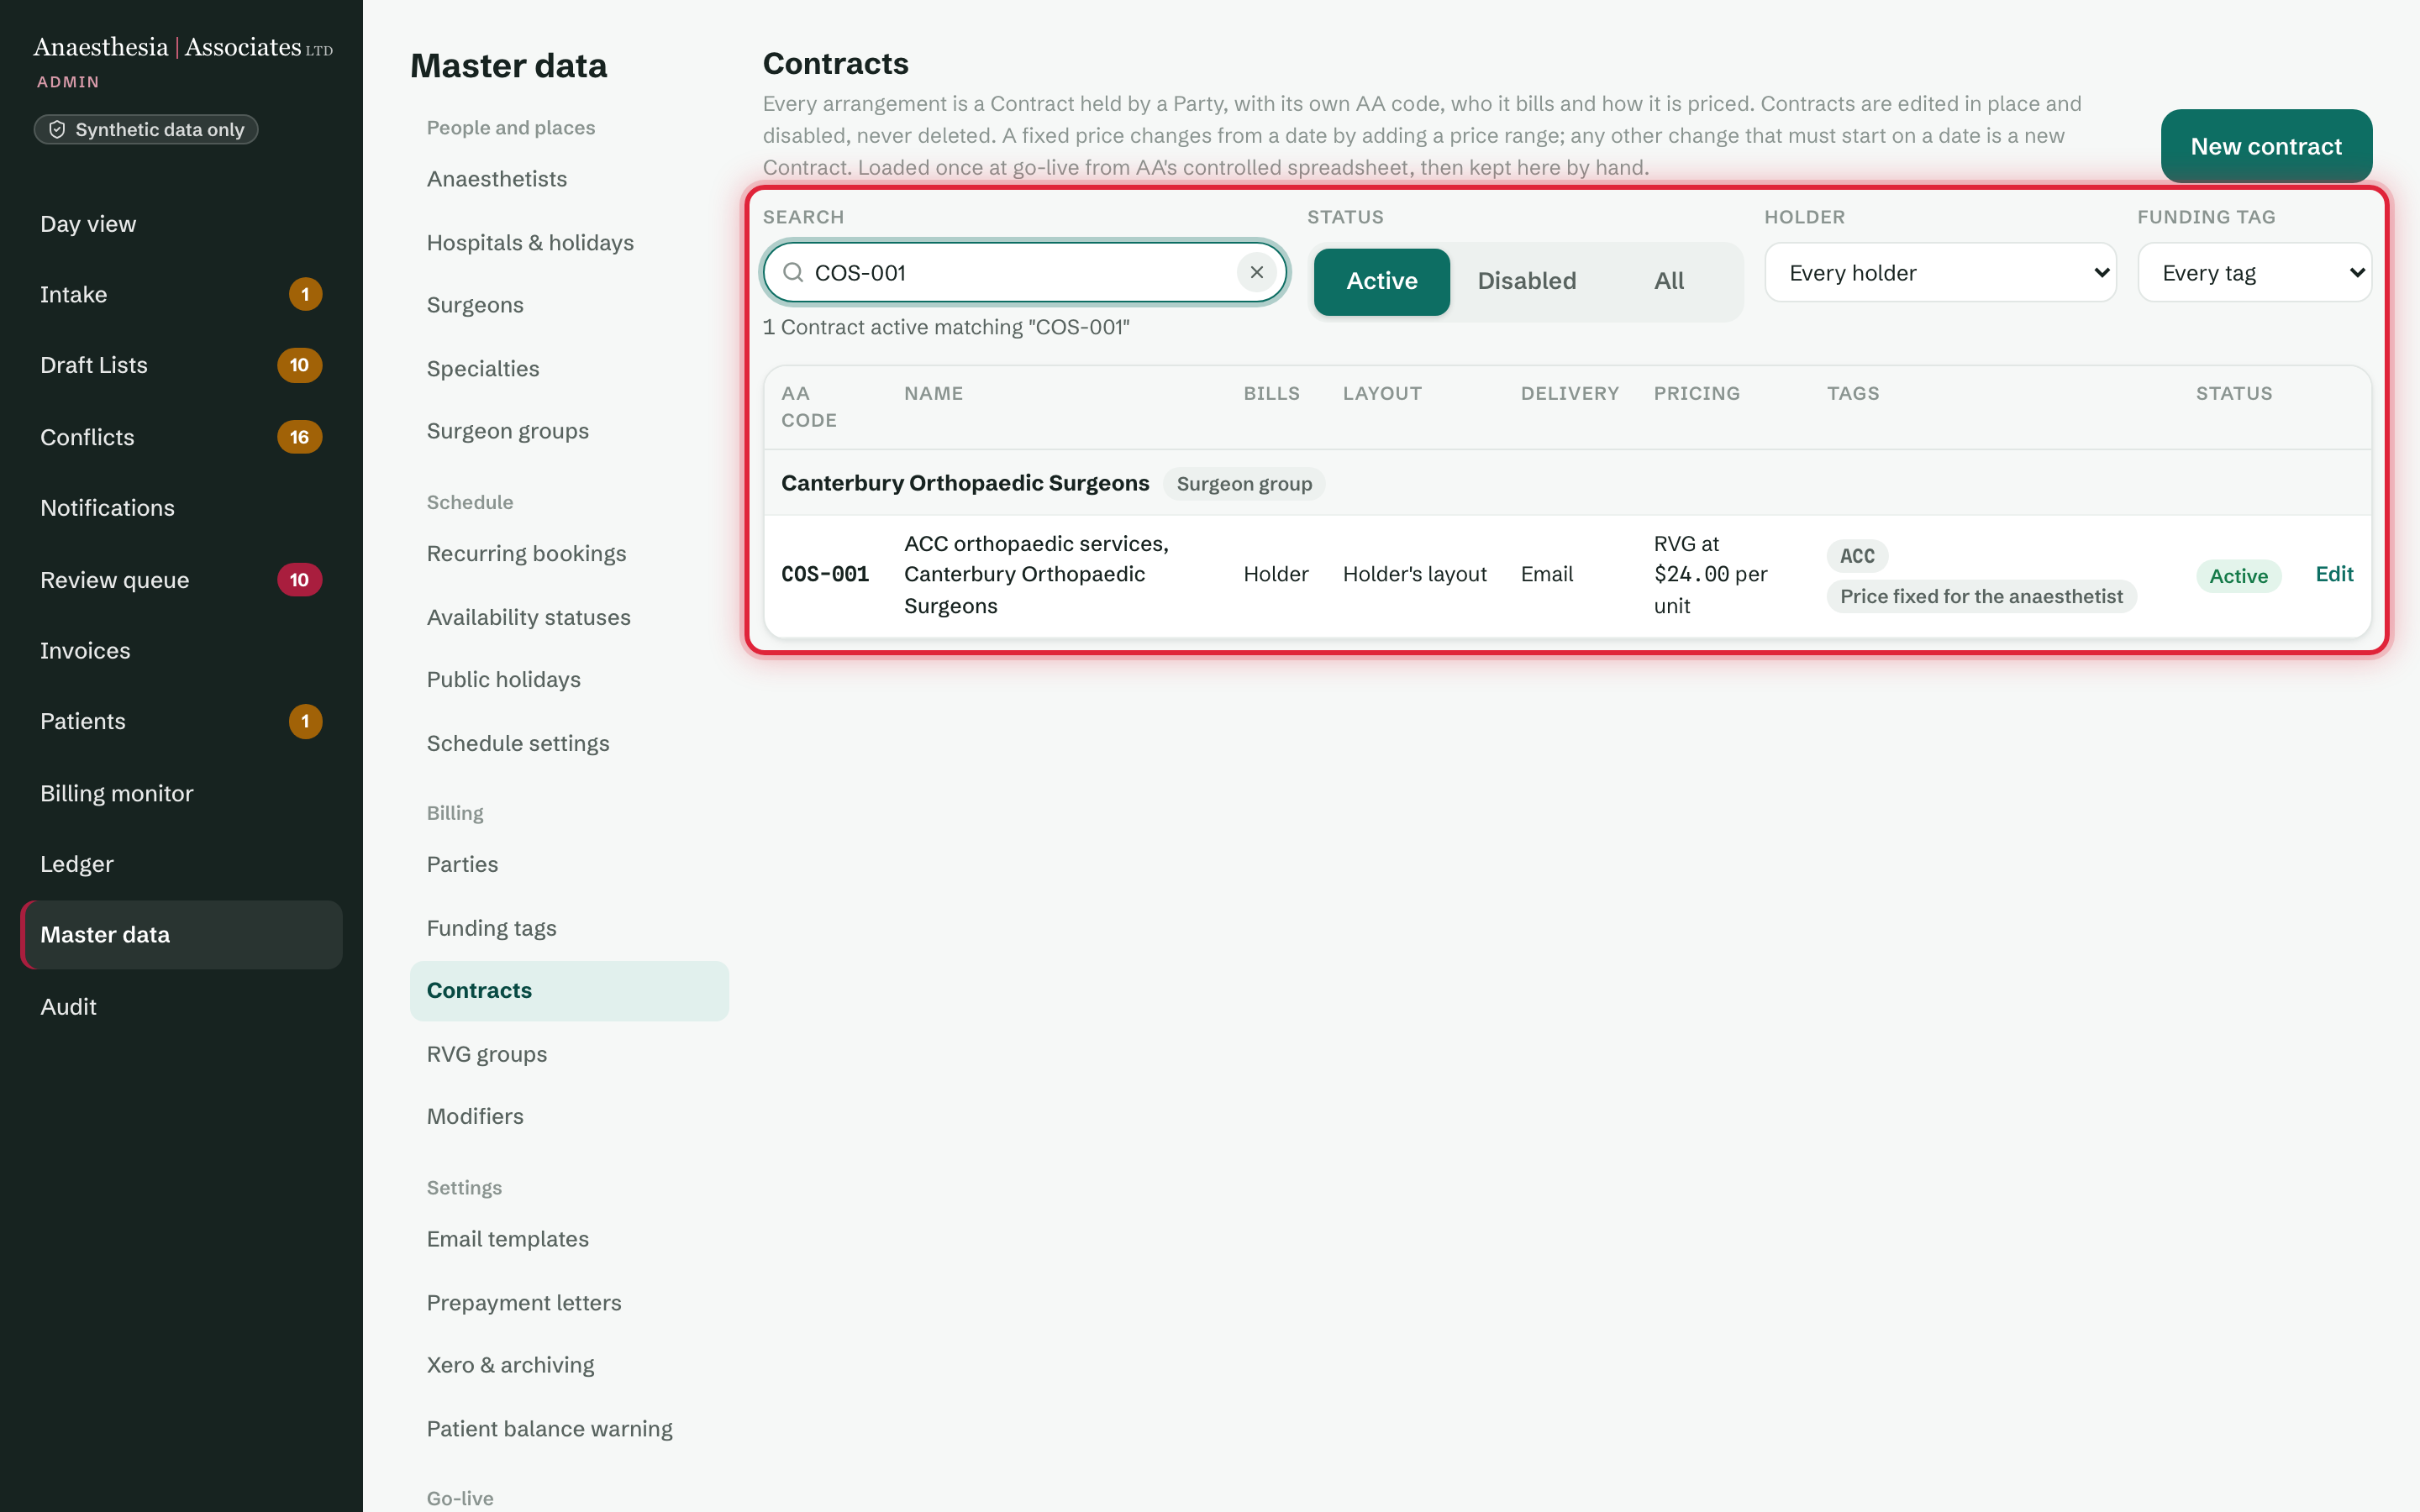 Anaesthesia | Associates LTD
ADMIN
Synthetic data only
Day view
Intake 1
Draft Lists 10
Conflicts 16
Notifications
Review queue 10
Invoices
Patients 1
Billing monitor
Ledger
Master data
Audit
Master data
People and places
Anaesthetists
Hospitals & holidays
Surgeons
Specialties
Surgeon groups
Schedule
Recurring bookings
Availability statuses
Public holidays
Schedule settings
Billing
Parties
Funding tags
Contracts
RVG groups
Modifiers
Settings
Email templates
Prepayment letters
Xero & archiving
Patient balance warning
Go-live
Contracts
Every arrangement is a Contract held by a Party, with its own AA code, who it bills and how it is priced. Contracts are edited in place and
disabled, never deleted. A fixed price changes from a date by adding a price range; any other change that must start on a date is a new
Contract. Loaded once at go-live from AA's controlled spreadsheet, then kept here by hand.
New contract
SEARCH STATUS HOLDER FUNDING TAG
COS-001 Active Disabled All Every holder Every tag
1 Contract active matching "COS-001"
AA CODE NAME BILLS LAYOUT DELIVERY PRICING TAGS STATUS
Canterbury Orthopaedic Surgeons Surgeon group
COS-001
ACC orthopaedic services,
Canterbury Orthopaedic
Surgeons
Holder
Holder's layout
Email
RVG at
$24.00 per
unit
ACC
Price fixed for the anaesthetist
Active
Edit